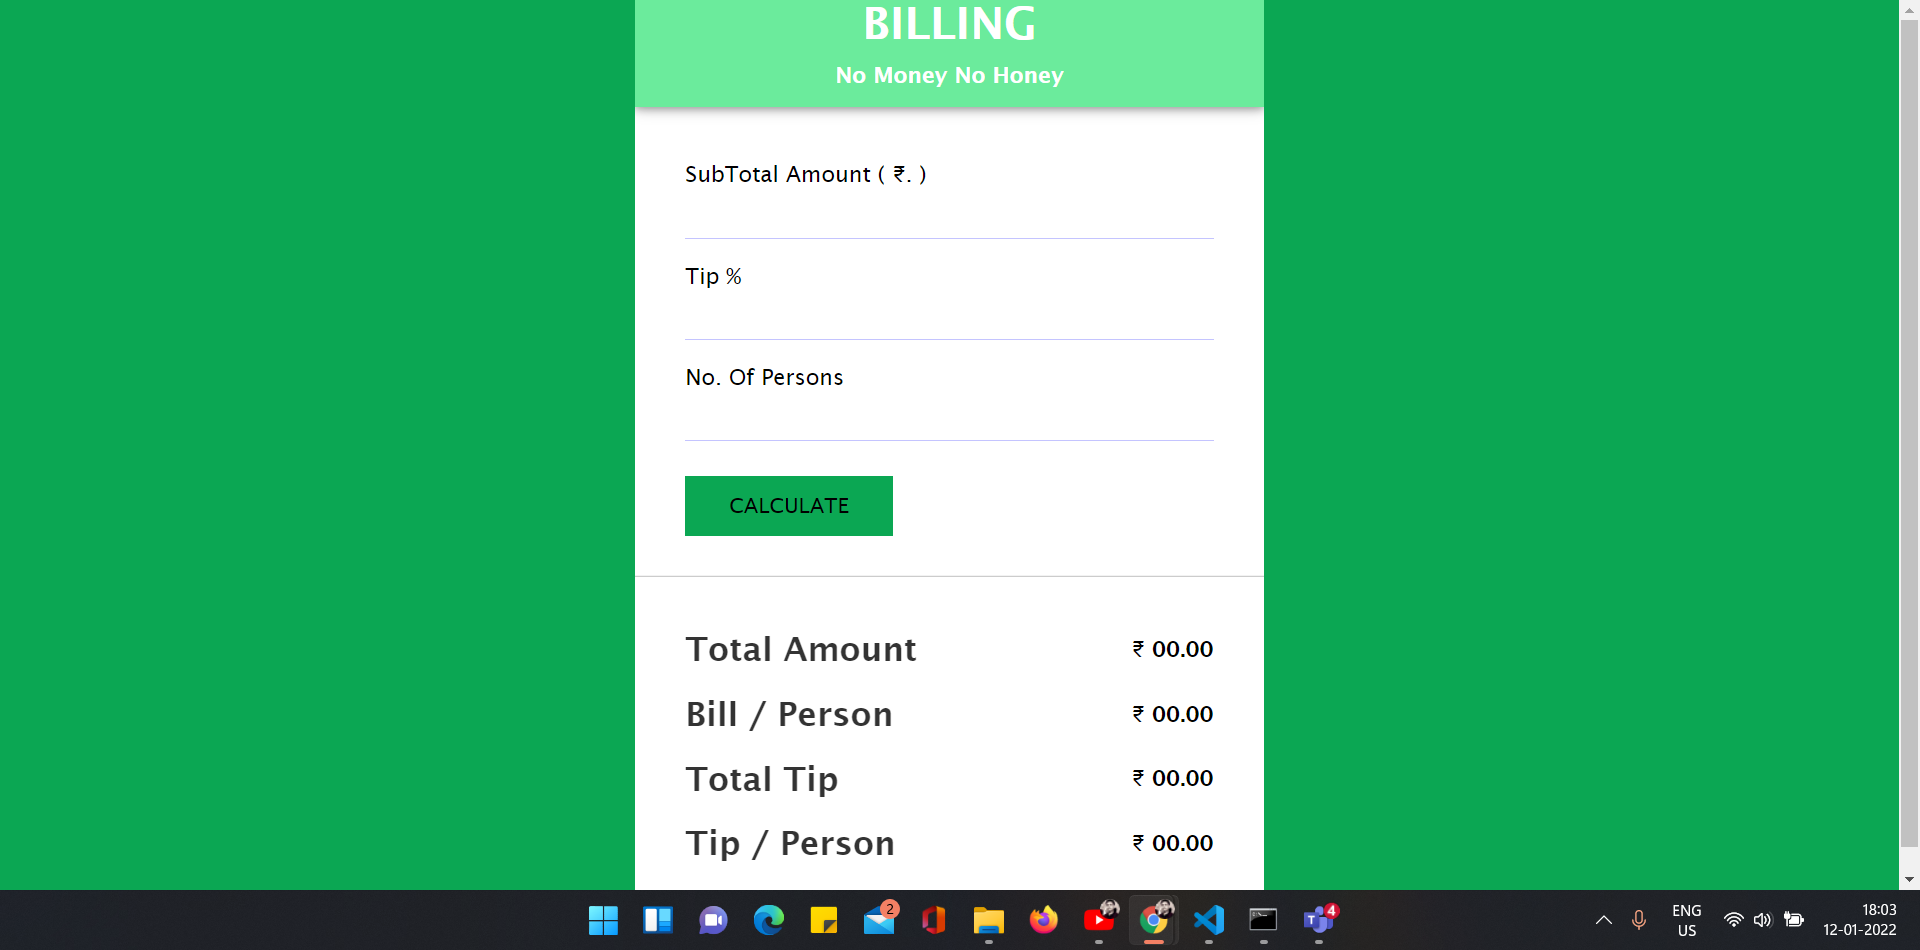 BILLING
No Money No Honey
SubTotal Amount ( ₹. )
Tip %
No. Of Persons
CALCULATE
Total Amount ₹ 00.00
Bill / Person ₹ 00.00
Total Tip ₹ 00.00
Tip / Person ₹ 00.00
2
4
ENG
US
18:03
12-01-2022